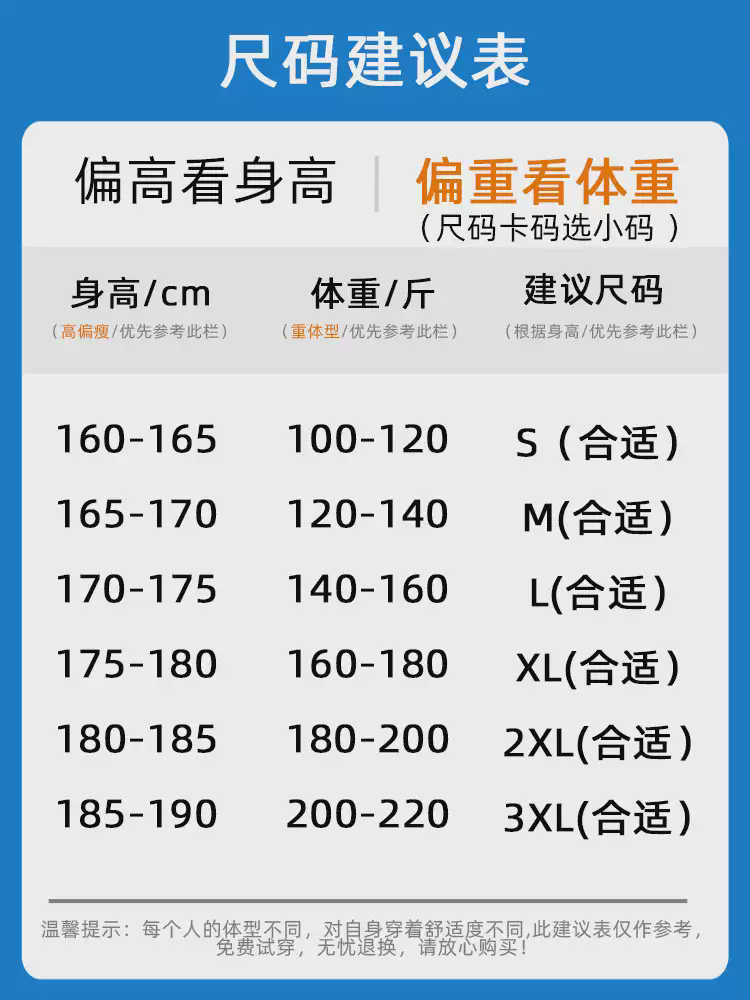 尺码建议表
偏高看身高
偏重看体重
（尺码卡码选小码 ）
身高/cm 体重/斤 建议尺码
（高偏瘦/优先参考此栏） （重体型/优先参考此栏） （根据身高/优先参考此栏）
160-165 100-120 S（合适）
165-170 120-140 M(合适）
170-175 140-160 L(合适）
175-180 160-180 XL(合适）
180-185 180-200 2XL(合适）
185-190 200-220 3XL(合适）
温馨提示：每个人的体型不同，对自身穿着舒适度不同,此建议表仅作参考，
免费试穿，无忧退换，请放心购买！